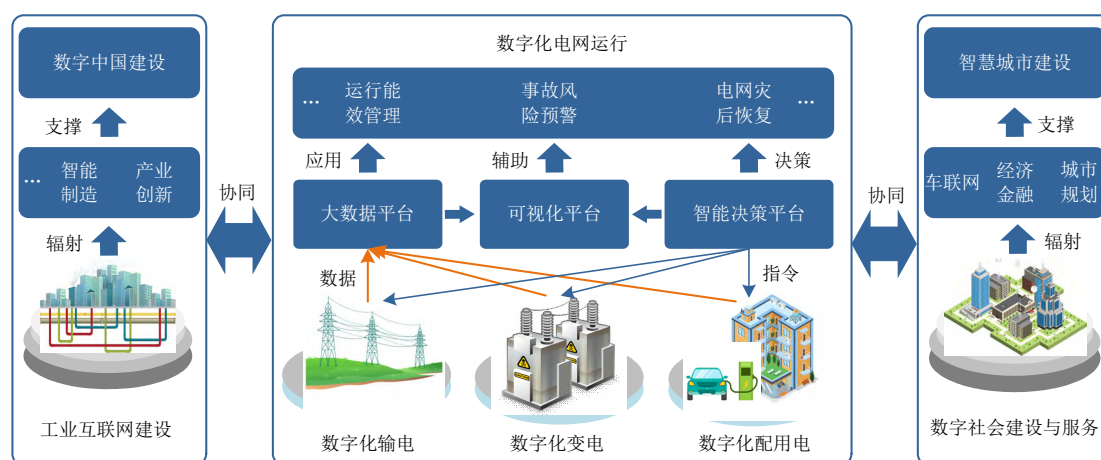 数字中国建设
支撑
... 智能 产业
制造 创新
辐射
工业互联网建设
协同
数字化电网运行
... 运行能 事故风 电网灾 ...
效管理 险预警 后恢复
应用 辅助 决策
大数据平台 可视化平台 智能决策平台
数据 指令
数字化输电 数字化变电 数字化配用电
协同
智慧城市建设
支撑
车联网 经济 城市
金融 规划
辐射
数字社会建设与服务